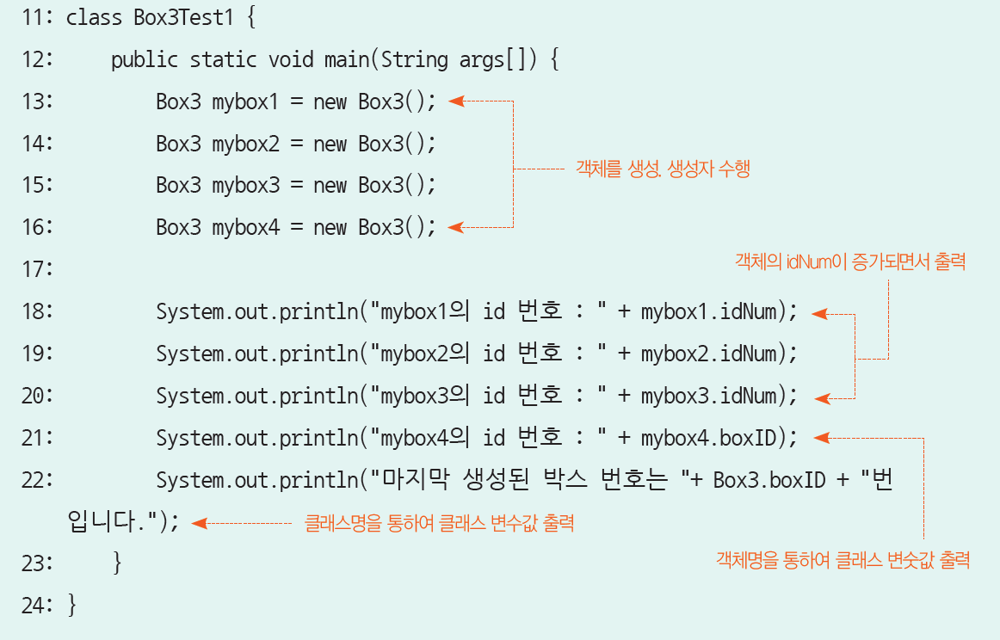 11: class Box3Test1 {
12:     public static void main(String args[]) {
13:         Box3 mybox1 = new Box3();
14:         Box3 mybox2 = new Box3();
객체를 생성. 생성자 수행
15:         Box3 mybox3 = new Box3();
16:         Box3 mybox4 = new Box3();
객체의 idNum이 증가되면서 출력
17:
18:         System.out.println("mybox1의 id 번호 : " + mybox1.idNum);
19:         System.out.println("mybox2의 id 번호 : " + mybox2.idNum);
20:         System.out.println("mybox3의 id 번호 : " + mybox3.idNum);
21:         System.out.println("mybox4의 id 번호 : " + mybox4.boxID);
22:         System.out.println("마지막 생성된 박스 번호는 "+ Box3.boxID + "번
입니다."); 클래스명을 통하여 클래스 변수값 출력
객체명을 통하여 클래스 변숫값 출력
23:     }
24: }